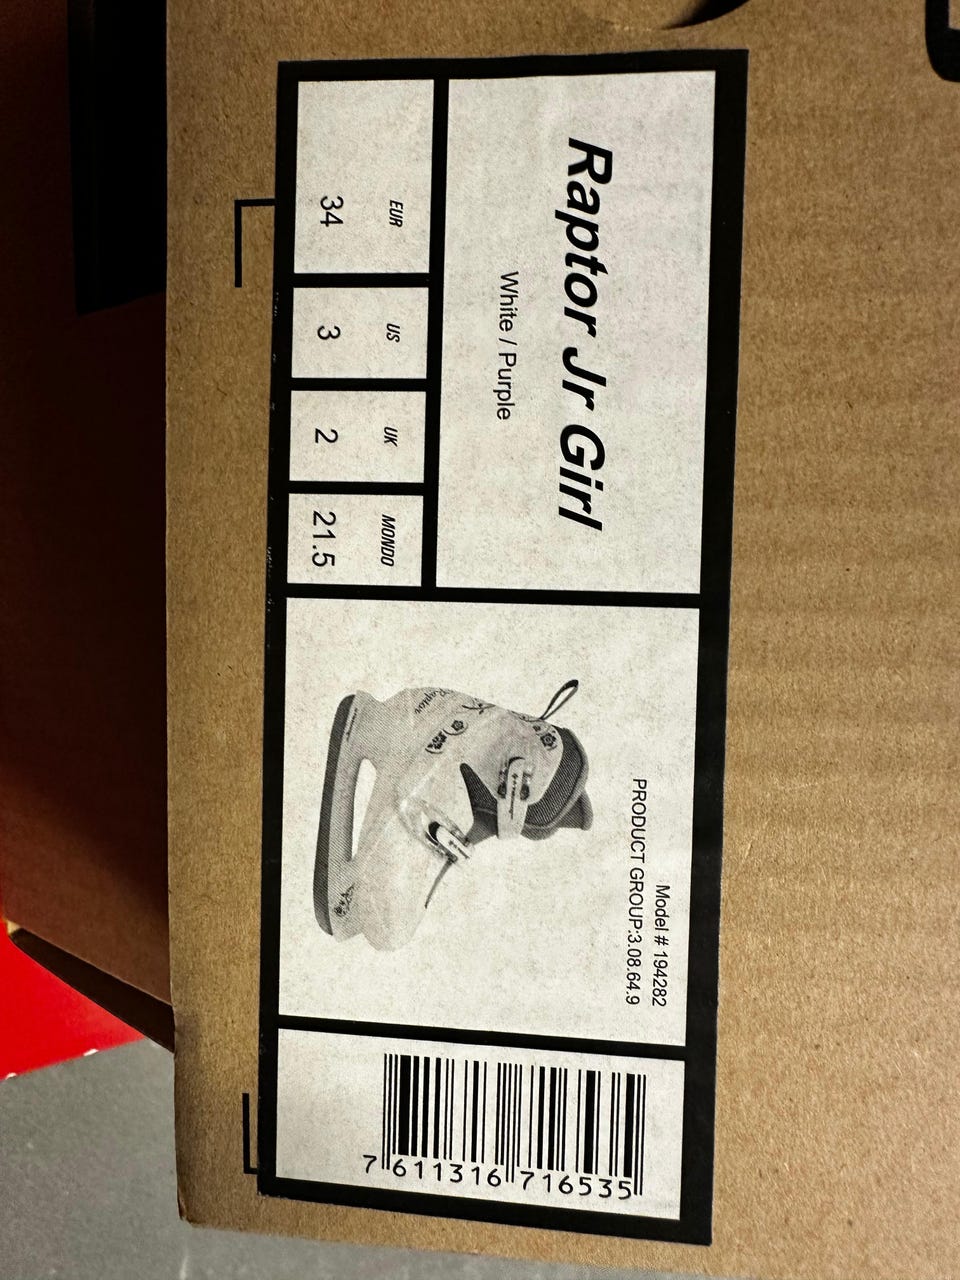 Raptor Jr Girl
White / Purple
EUR US UK MONDO
34 3 2 21.5
Model # 194282
PRODUCT GROUP:3.08.64.9
Raptor
7 611316 716535